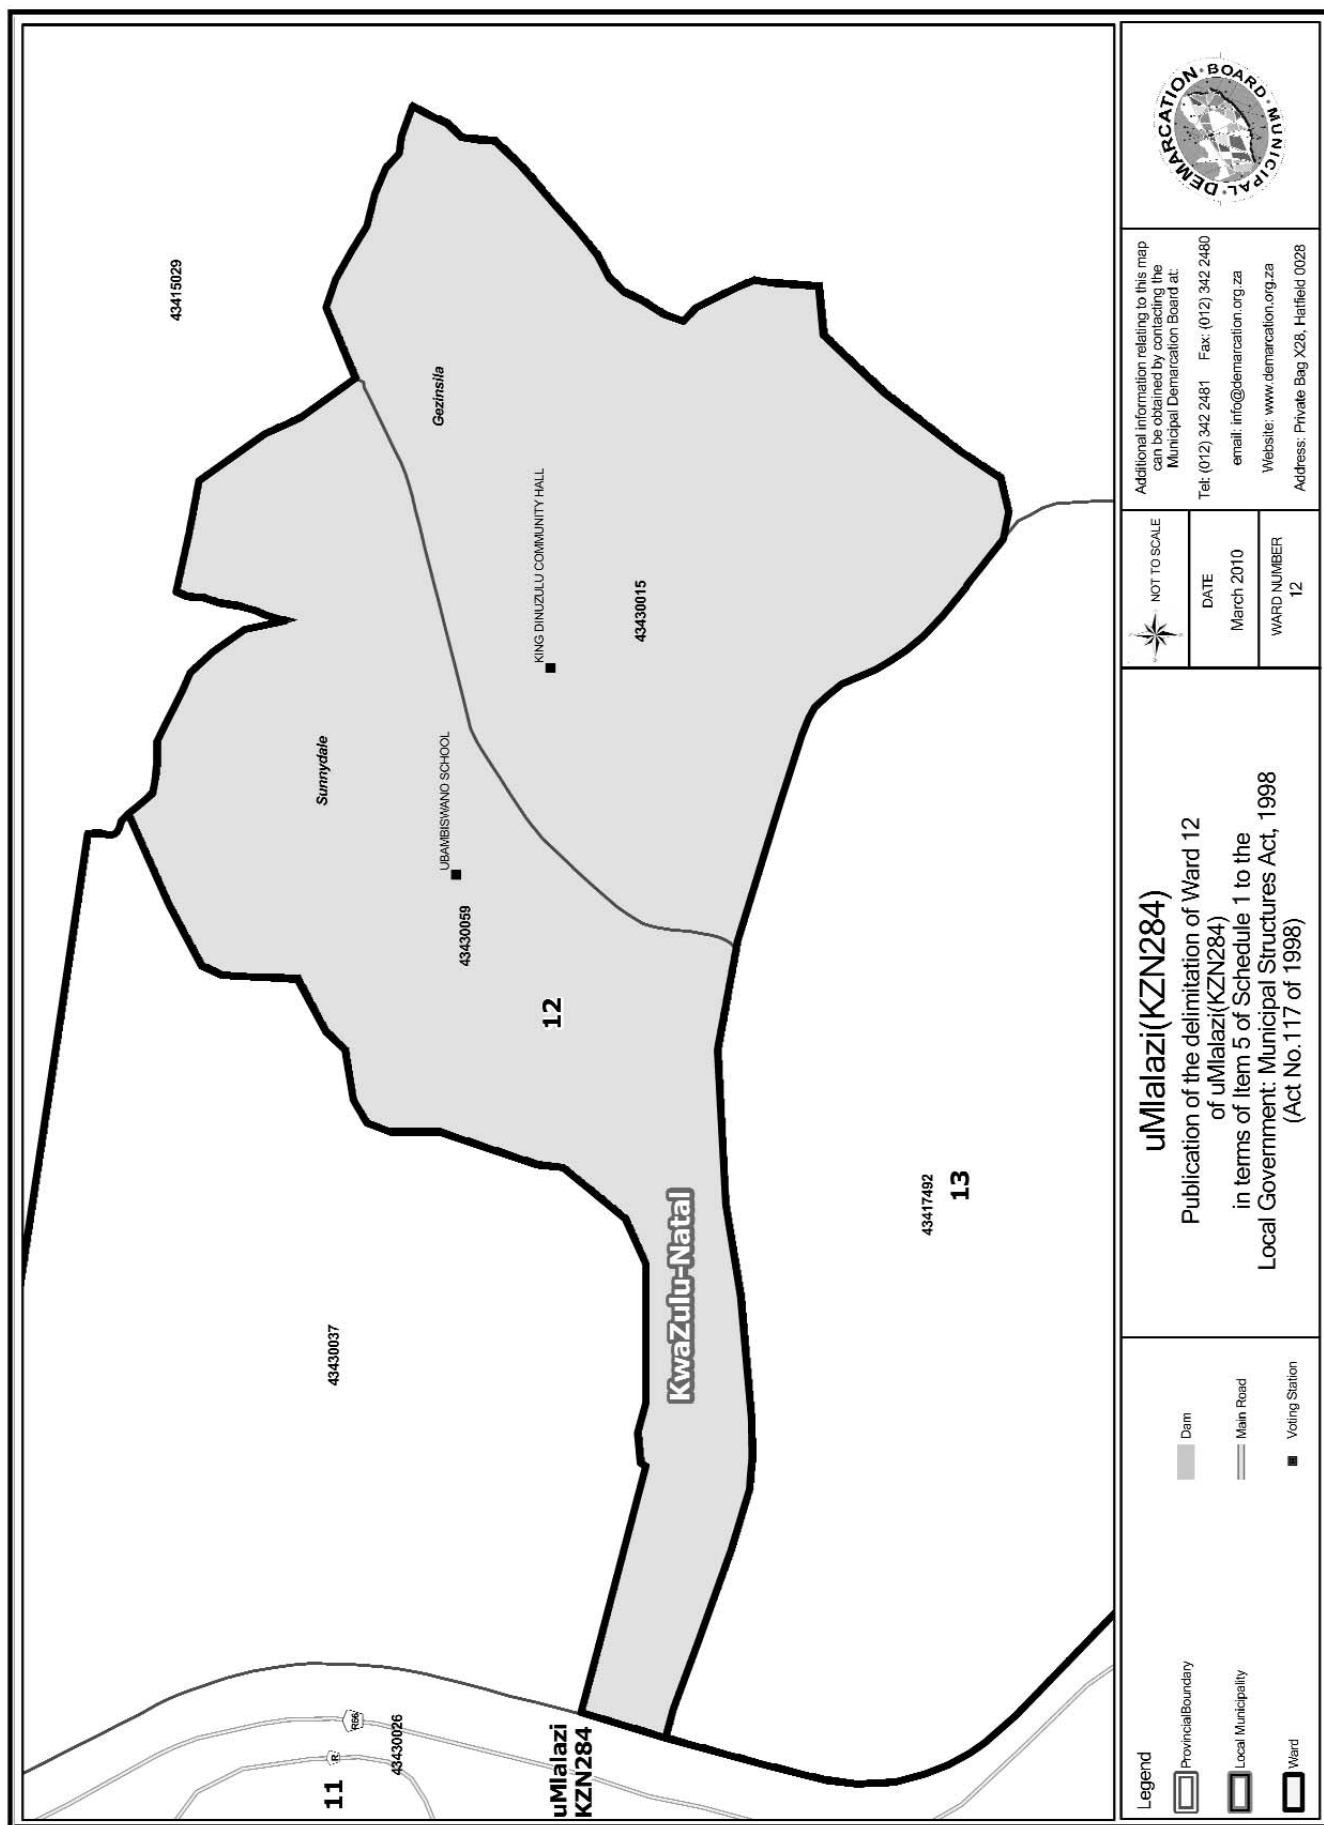 43415029
Gezinsila
KING DINUZULU COMMUNITY HALL
43430015
Sunnydale
UBAMBISWANO SCHOOL
43430059
12
KwaZulu-Natal
43417492
13
43430037
R66
R
43430026
11
uMlalazi
KZN284
Legend
ProvincialBoundary
Local Municipality
Ward
Dam
Main Road
Voting Station
uMlalazi(KZN284)
Publication of the delimitation of Ward 12
of uMlalazi(KZN284)
in terms of Item 5 of Schedule 1 to the
Local Government: Municipal Structures Act, 1998
(Act No.117 of 1998)
NOT TO SCALE
DATE
March 2010
WARD NUMBER
12
Additional information relating to this map
can be obtained by contacting the
Municipal Demarcation Board at:
Tel: (012) 342 2481 Fax: (012) 342 2480
email: info@demarcation.org.za
Website: www.demarcation.org.za
Address: Private Bag X28, Hatfield 0028
MUNICIPAL DEMARCATION BOARD